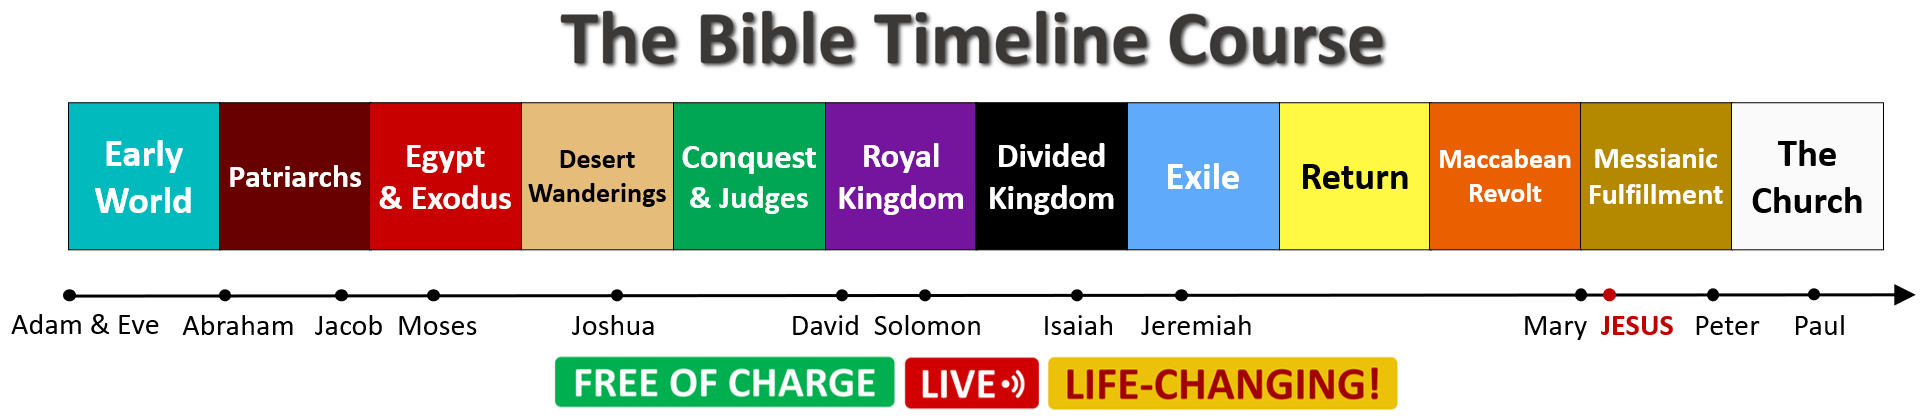 The Bible Timeline Course
Early
World
Patriarchs
Egypt
& Exodus
Desert
Wanderings
Conquest
& Judges
Royal
Kingdom
Divided
Kingdom
Exile
Return
Maccabean
Revolt
Messianic
Fulfillment
The
Church
Adam & Eve Abraham Jacob Moses Joshua David Solomon Isaiah Jeremiah Mary JESUS Peter Paul
FREE OF CHARGE LIVE LIFE-CHANGING!